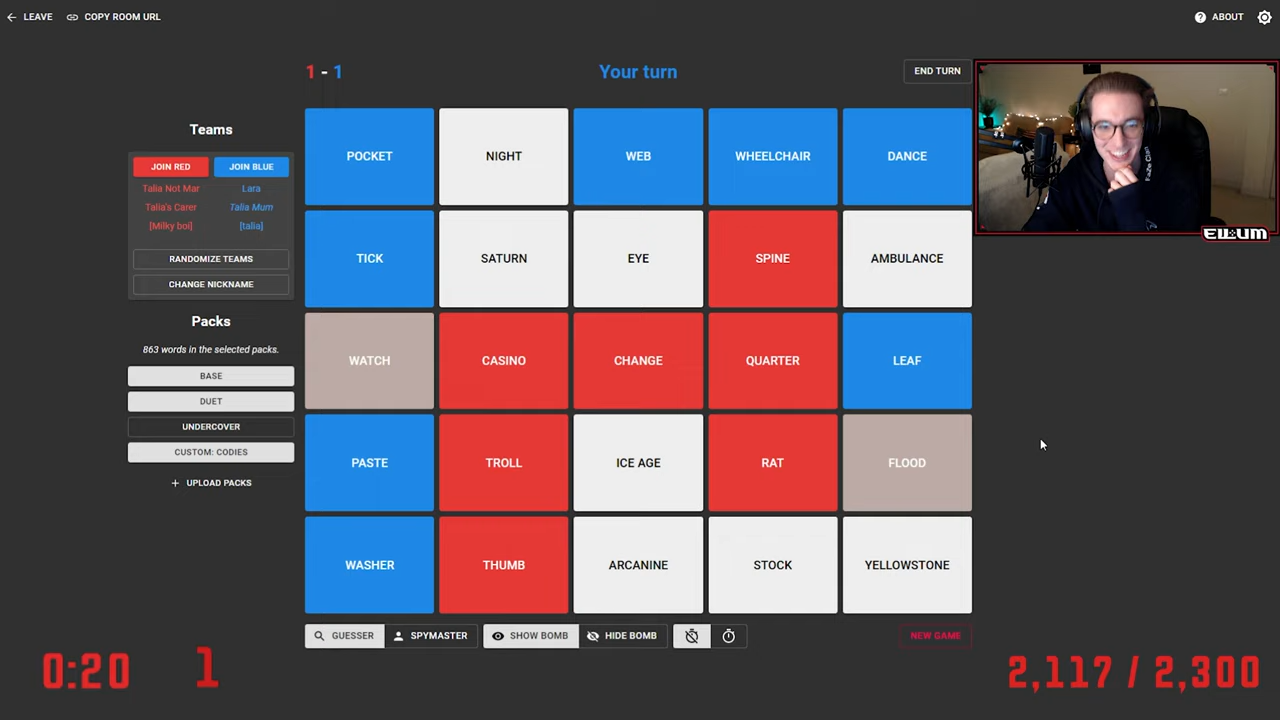 LEAVE
COPY ROOM URL
ABOUT
1 - 1
Your turn
END TURN
Teams
JOIN RED
JOIN BLUE
Talia Not Mar
Lara
Talia's Carer
Talia Mum
[Milky boi]
[talia]
RANDOMIZE TEAMS
CHANGE NICKNAME
Packs
863 words in the selected packs.
BASE
DUET
UNDERCOVER
CUSTOM: CODIES
+ UPLOAD PACKS
POCKET
NIGHT
WEB
WHEELCHAIR
DANCE
TICK
SATURN
EYE
SPINE
AMBULANCE
WATCH
CASINO
CHANGE
QUARTER
LEAF
PASTE
TROLL
ICE AGE
RAT
FLOOD
WASHER
THUMB
ARCANINE
STOCK
YELLOWSTONE
GUESSER
SPYMASTER
SHOW BOMB
HIDE BOMB
NEW GAME
0:20
1
2,117 / 2,300